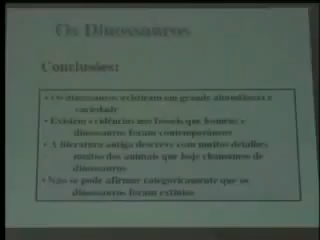 Os Dinossauros
Conclusões:
• Os dinossauros existiram em grande abundância e
variedade
• Existem evidências nos fósseis que homens e
dinossauros foram contemporâneos
• A literatura antiga descreve com muitos detalhes
muitos dos animais que hoje chamamos de
dinossauros
• Não se pode afirmar categoricamente que os
dinossauros foram extintos